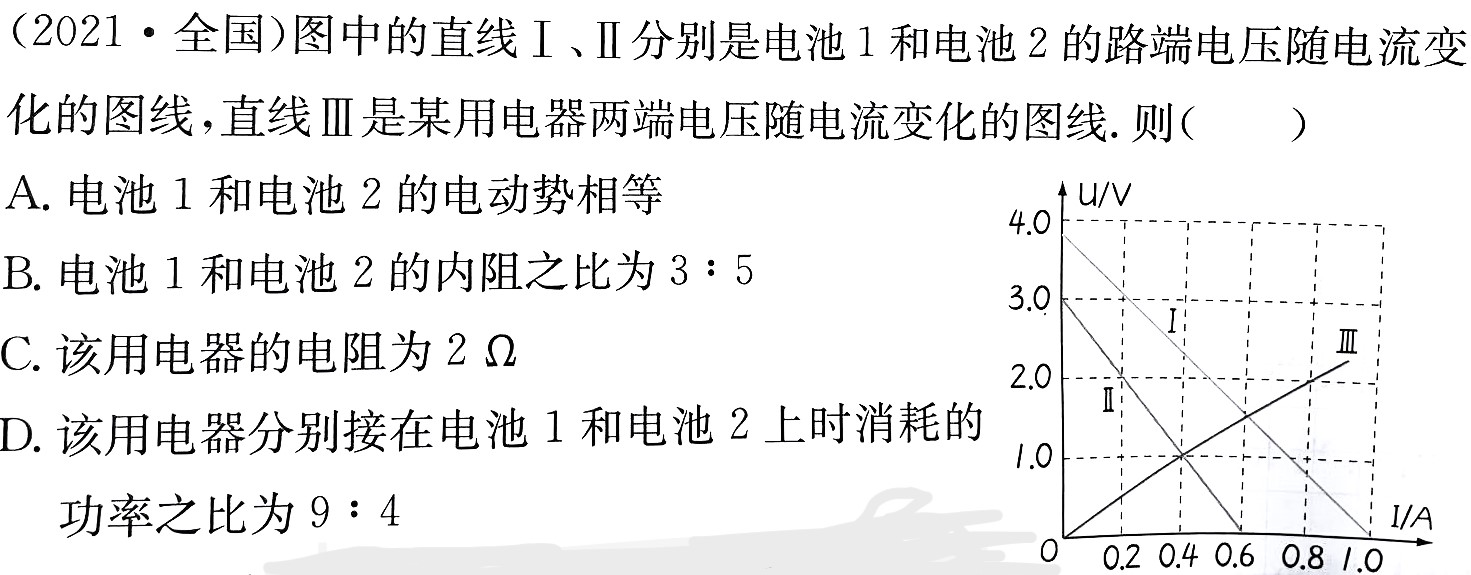 (2021·全国)图中的直线Ⅰ、Ⅱ分别是电池1和电池2的路端电压随电流变
化的图线,直线Ⅲ是某用电器两端电压随电流变化的图线.则(  )
A. 电池1和电池2的电动势相等
B. 电池1和电池2的内阻之比为3∶5
C. 该用电器的电阻为2 Ω
D. 该用电器分别接在电池1和电池2上时消耗的
功率之比为9∶4
U/V
4.0
3.0
Ⅰ
Ⅲ
2.0
Ⅱ
1.0
I/A
0 0.2 0.4 0.6 0.8 1.0